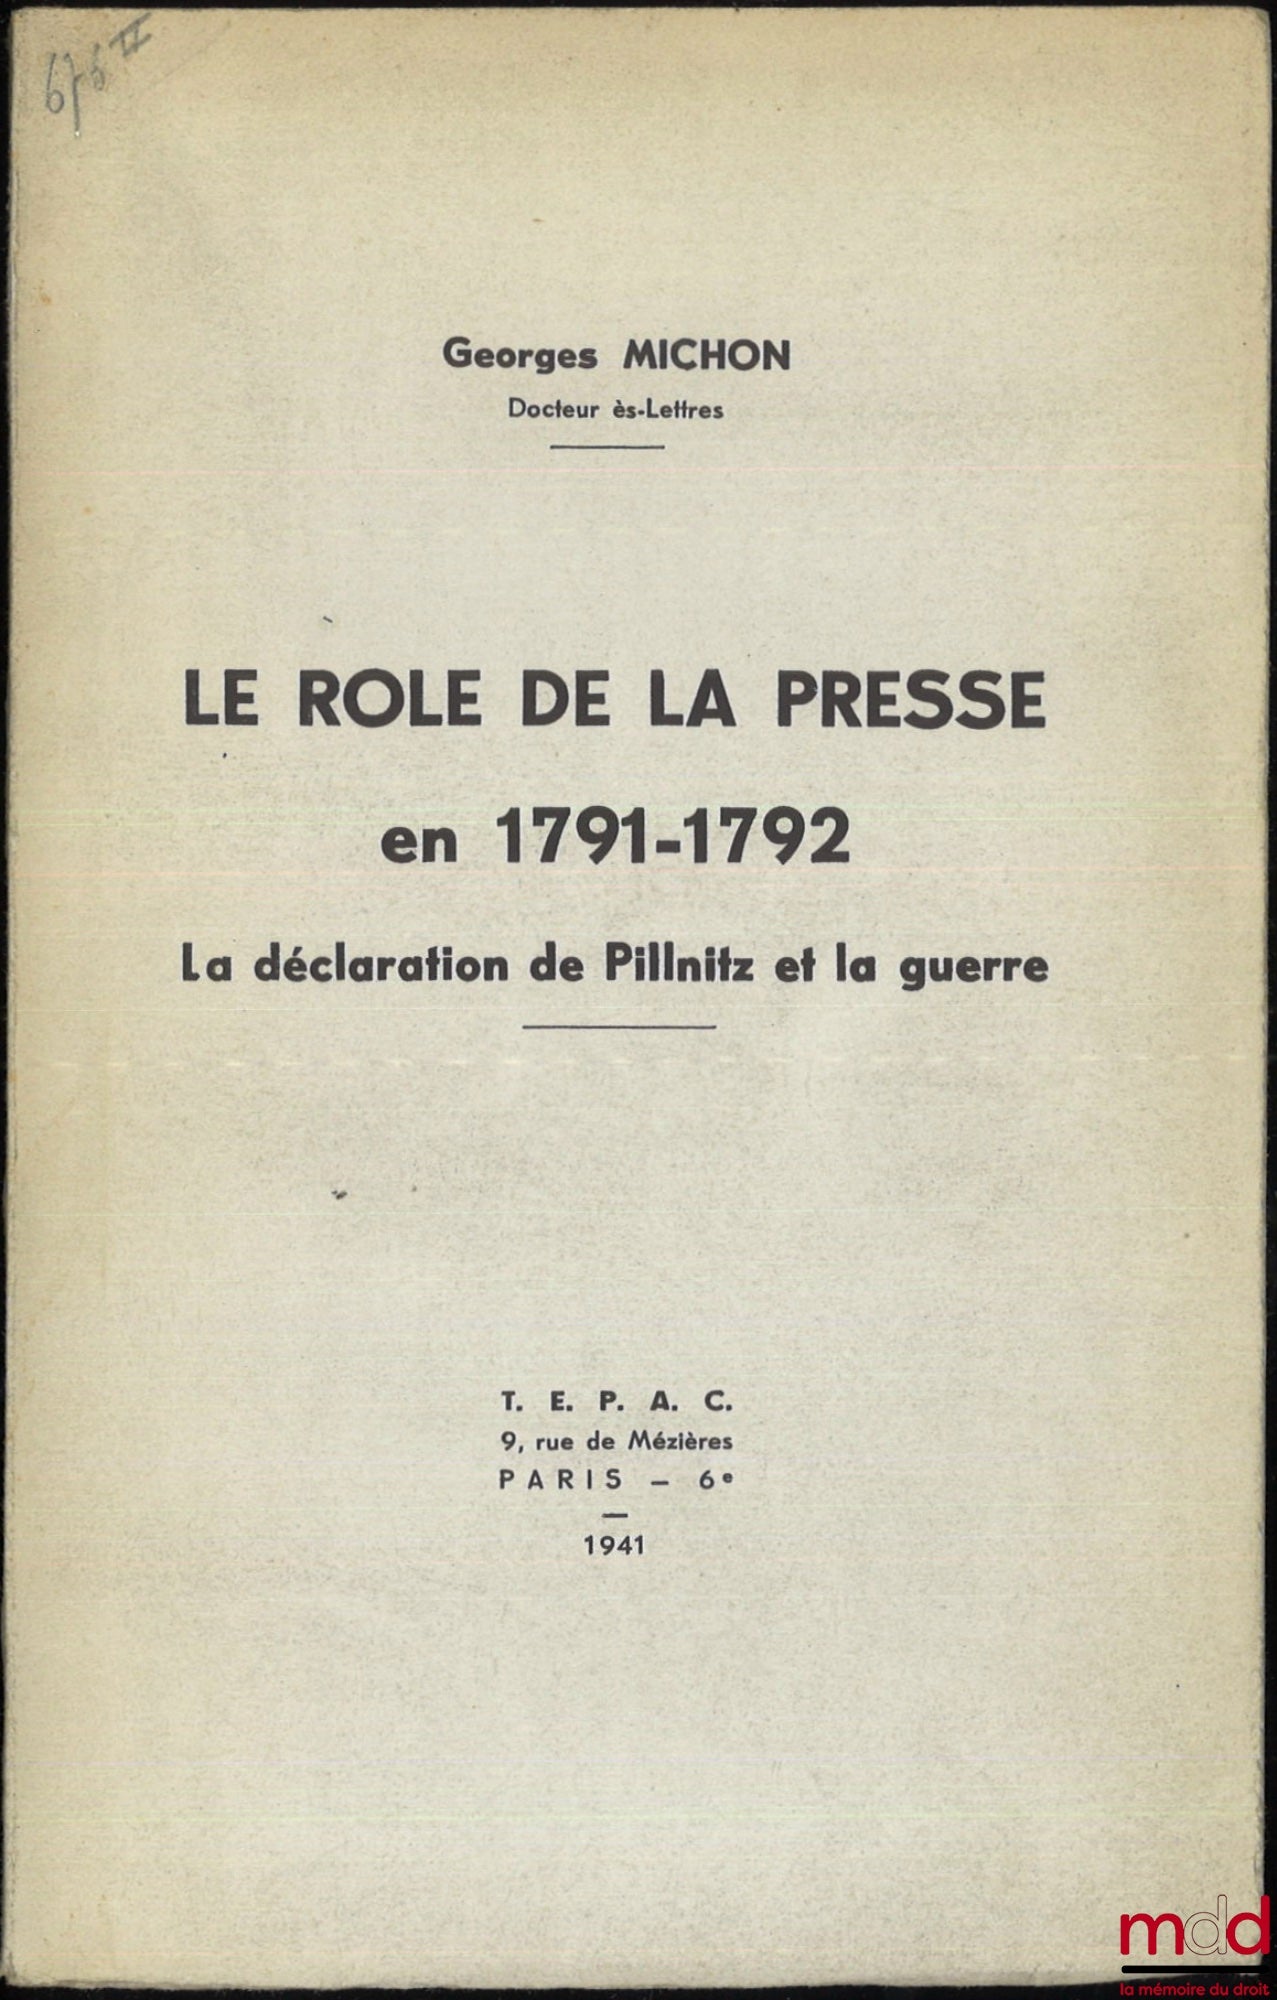 Georges MICHON
Docteur ès-Lettres
LE ROLE DE LA PRESSE
en 1791-1792
La déclaration de Pillnitz et la guerre
T. E. P. A. C.
9, rue de Mézières
PARIS - 6e
1941
mdd
la mémoire du droit